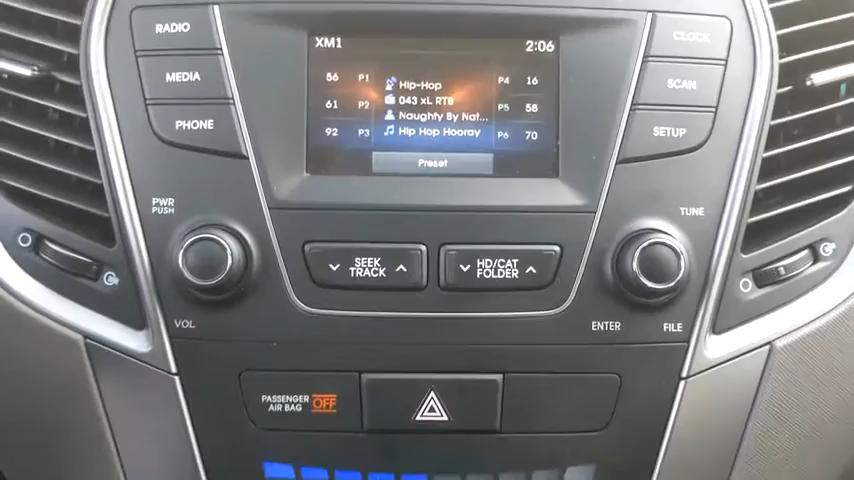 RADIO
MEDIA
PHONE
XM1
2:06
56 P1
61 P2
92 P3
Hip-Hop
043 xL RTB
Naughty By Nat...
Hip Hop Hooray
P4 16
P5 58
P6 70
Preset
CLOCK
SCAN
SETUP
PWR
PUSH
VOL
SEEK
TRACK
HD/CAT
FOLDER
TUNE
ENTER
FILE
PASSENGER
AIR BAG
OFF